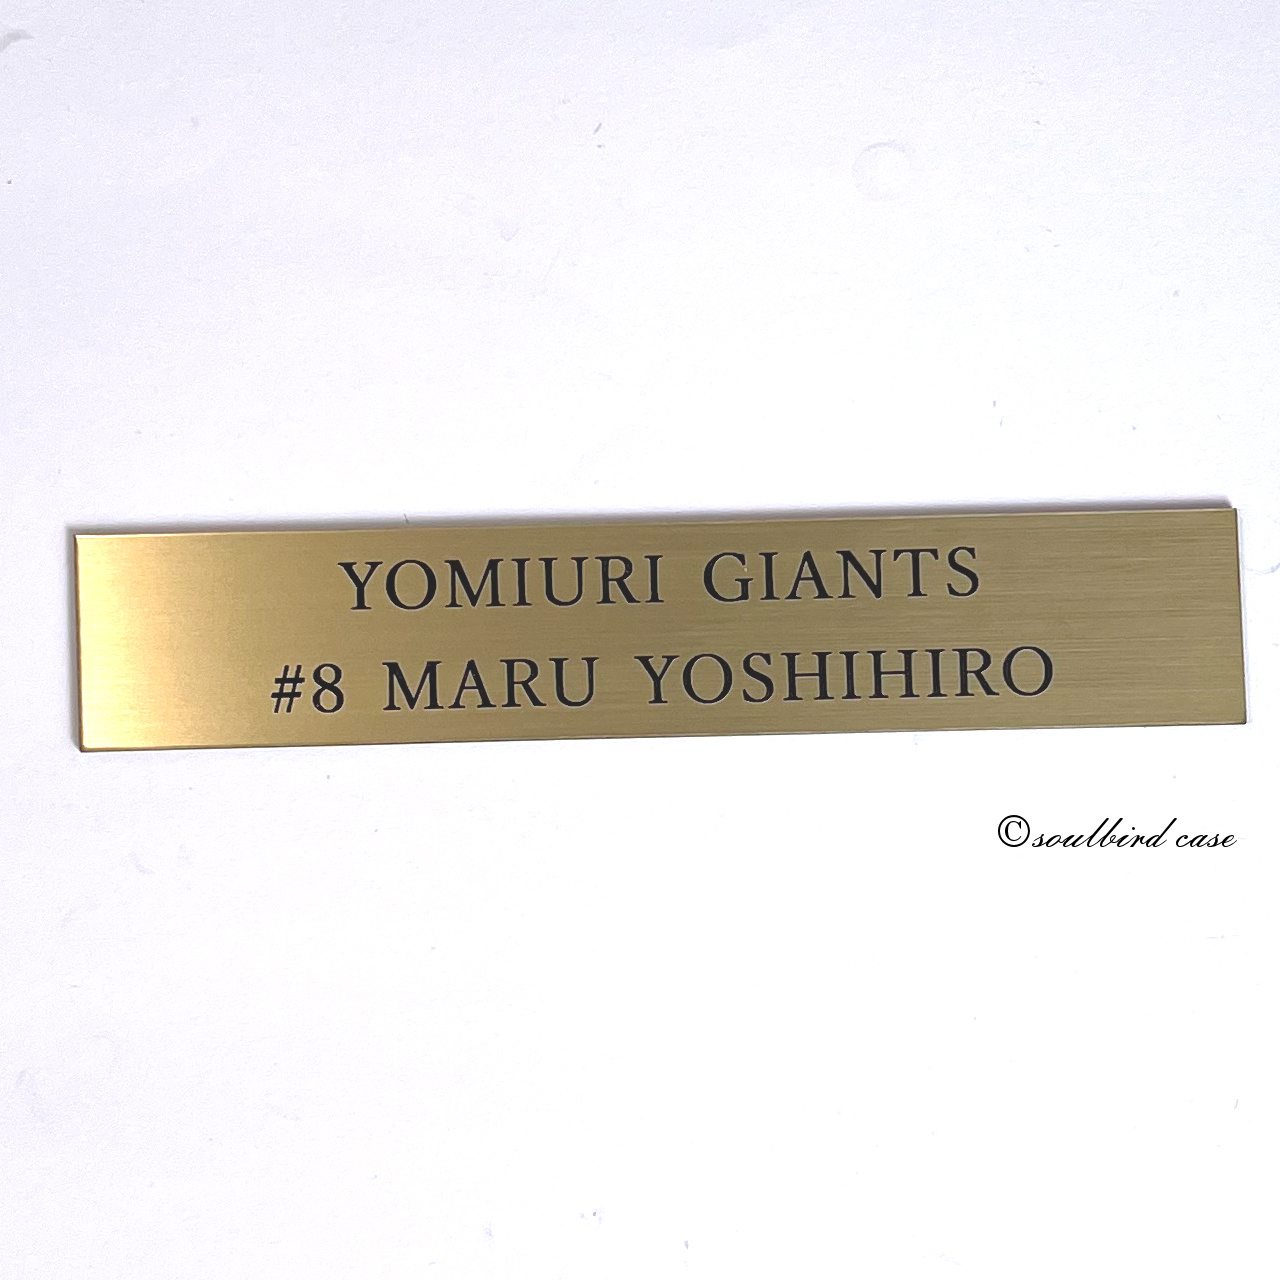 YOMIURI GIANTS
#8 MARU YOSHIHIRO
©soulbird case